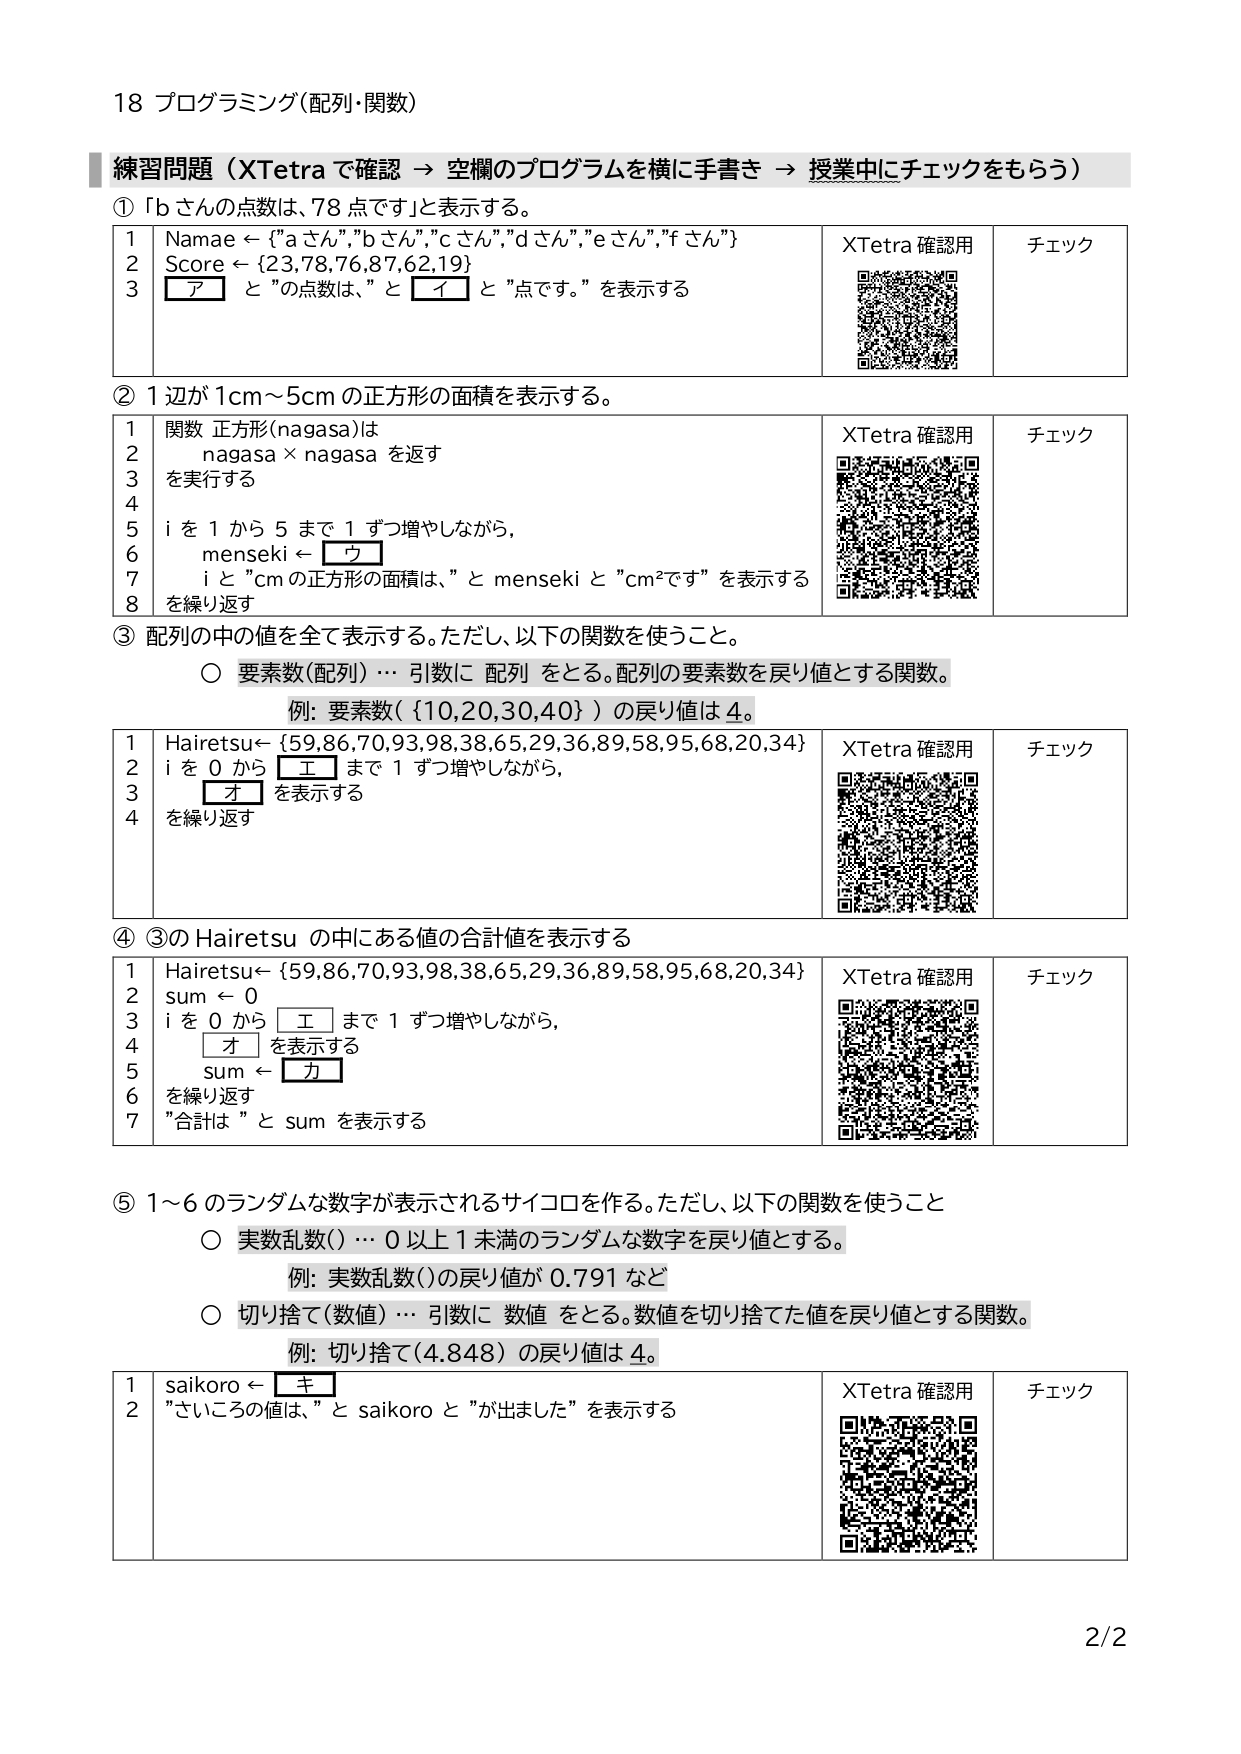 18 プログラミング(配列・関数)
練習問題（XTetra で確認 → 空欄のプログラムを横に手書き → 授業中にチェックをもらう）
①「b さんの点数は、78 点です」と表示する。
1 Namae ← {”a さん”,”b さん”,”c さん”,”d さん”,”e さん”,”f さん”}
2 Score ← {23,78,76,87,62,19}
3 ア と ”の点数は、” と イ と ”点です。” を表示する
XTetra 確認用
チェック
② 1 辺が 1cm～5cm の正方形の面積を表示する。
1 関数 正方形(nagasa)は
2 nagasa × nagasa を返す
3 を実行する
4
5 i を 1 から 5 まで 1 ずつ増やしながら，
6 menseki ← ウ
7 i と ”cm の正方形の面積は、” と menseki と ”cm²です” を表示する
8 を繰り返す
XTetra 確認用
チェック
③ 配列の中の値を全て表示する。ただし、以下の関数を使うこと。
○ 要素数(配列) … 引数に 配列 をとる。配列の要素数を戻り値とする関数。
例: 要素数( {10,20,30,40} ) の戻り値は 4。
1 Hairetsu← {59,86,70,93,98,38,65,29,36,89,58,95,68,20,34}
2 i を 0 から エ まで 1 ずつ増やしながら，
3 オ を表示する
4 を繰り返す
XTetra 確認用
チェック
④ ③の Hairetsu の中にある値の合計値を表示する
1 Hairetsu← {59,86,70,93,98,38,65,29,36,89,58,95,68,20,34}
2 sum ← 0
3 i を 0 から エ まで 1 ずつ増やしながら，
4 オ を表示する
5 sum ← カ
6 を繰り返す
7 ”合計は ” と sum を表示する
XTetra 確認用
チェック
⑤ 1～6 のランダムな数字が表示されるサイコロを作る。ただし、以下の関数を使うこと
○ 実数乱数() … 0 以上 1 未満のランダムな数字を戻り値とする。
例: 実数乱数()の戻り値が 0.791 など
○ 切り捨て(数値) … 引数に 数値 をとる。数値を切り捨てた値を戻り値とする関数。
例: 切り捨て(4.848) の戻り値は 4。
1 saikoro ← キ
2 ”さいころの値は、” と saikoro と ”が出ました” を表示する
XTetra 確認用
チェック
2/2